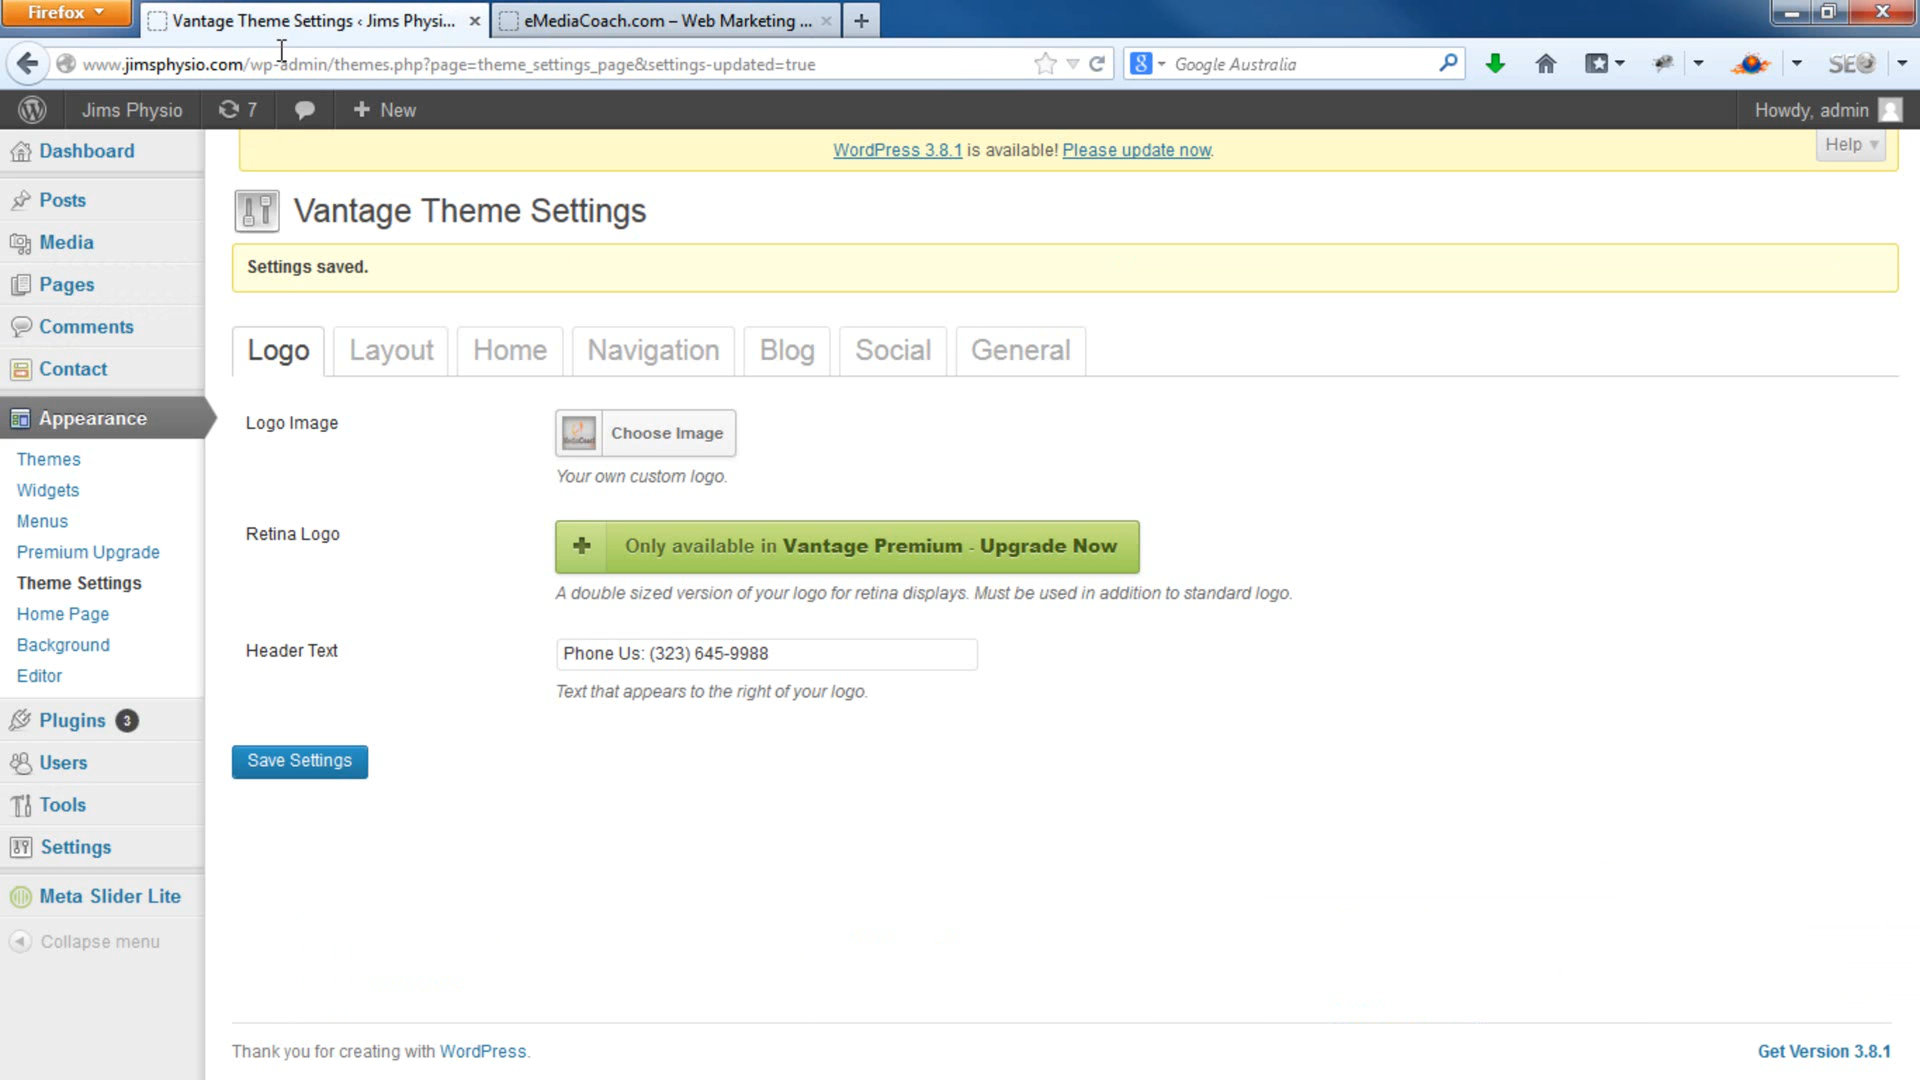 Firefox
Vantage Theme Settings ‹ Jims Physi...
eMediaCoach.com – Web Marketing ...
www.jimsphysio.com/wp-admin/themes.php?page=theme_settings_page&settings-updated=true
Google Australia
SEO
Jims Physio
7
New
Howdy, admin
Dashboard
WordPress 3.8.1 is available! Please update now.
Help
Posts
Vantage Theme Settings
Media
Settings saved.
Pages
Comments
Logo
Layout
Home
Navigation
Blog
Social
General
Contact
Appearance
Logo Image
Choose Image
Your own custom logo.
Themes
Widgets
Menus
Premium Upgrade
Theme Settings
Home Page
Background
Editor
Retina Logo
Only available in Vantage Premium - Upgrade Now
A double sized version of your logo for retina displays. Must be used in addition to standard logo.
Header Text
Phone Us: (323) 645-9988
Text that appears to the right of your logo.
Plugins 3
Users
Save Settings
Tools
Settings
Meta Slider Lite
Collapse menu
Thank you for creating with WordPress.
Get Version 3.8.1